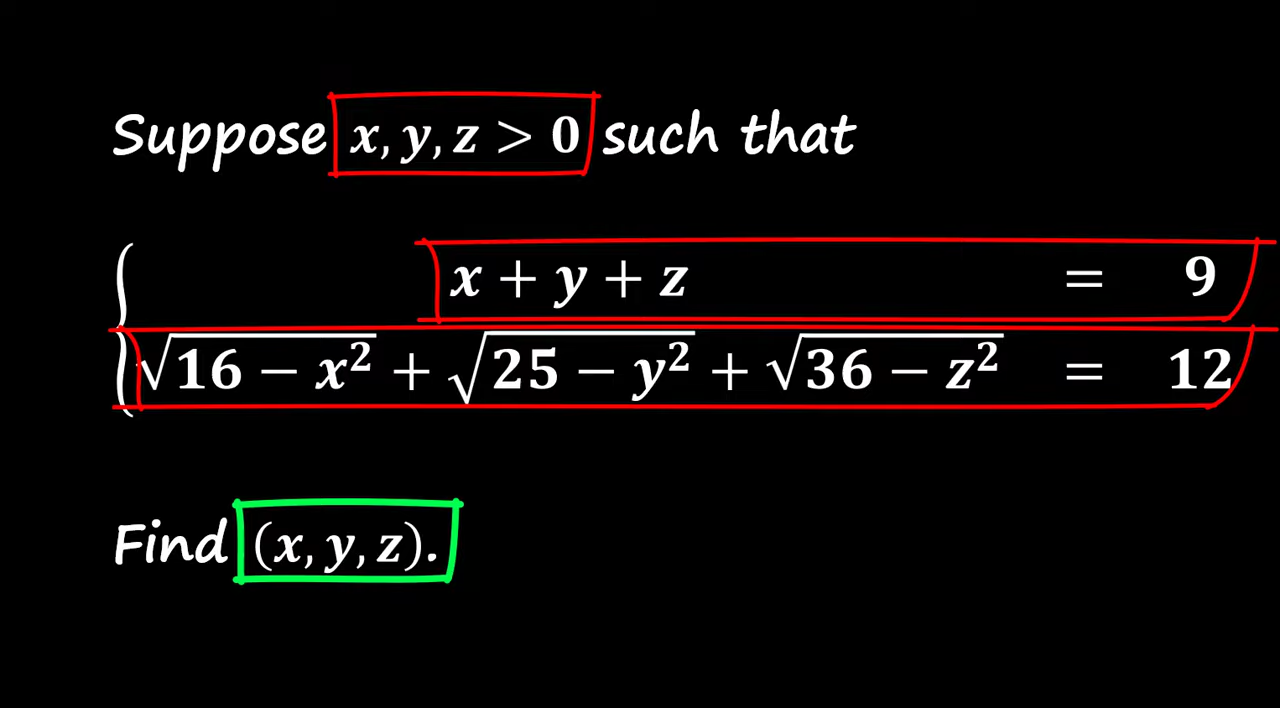 Suppose x, y, z > 0 such that
x + y + z = 9
√(16 − x²) + √(25 − y²) + √(36 − z²) = 12
Find (x, y, z).